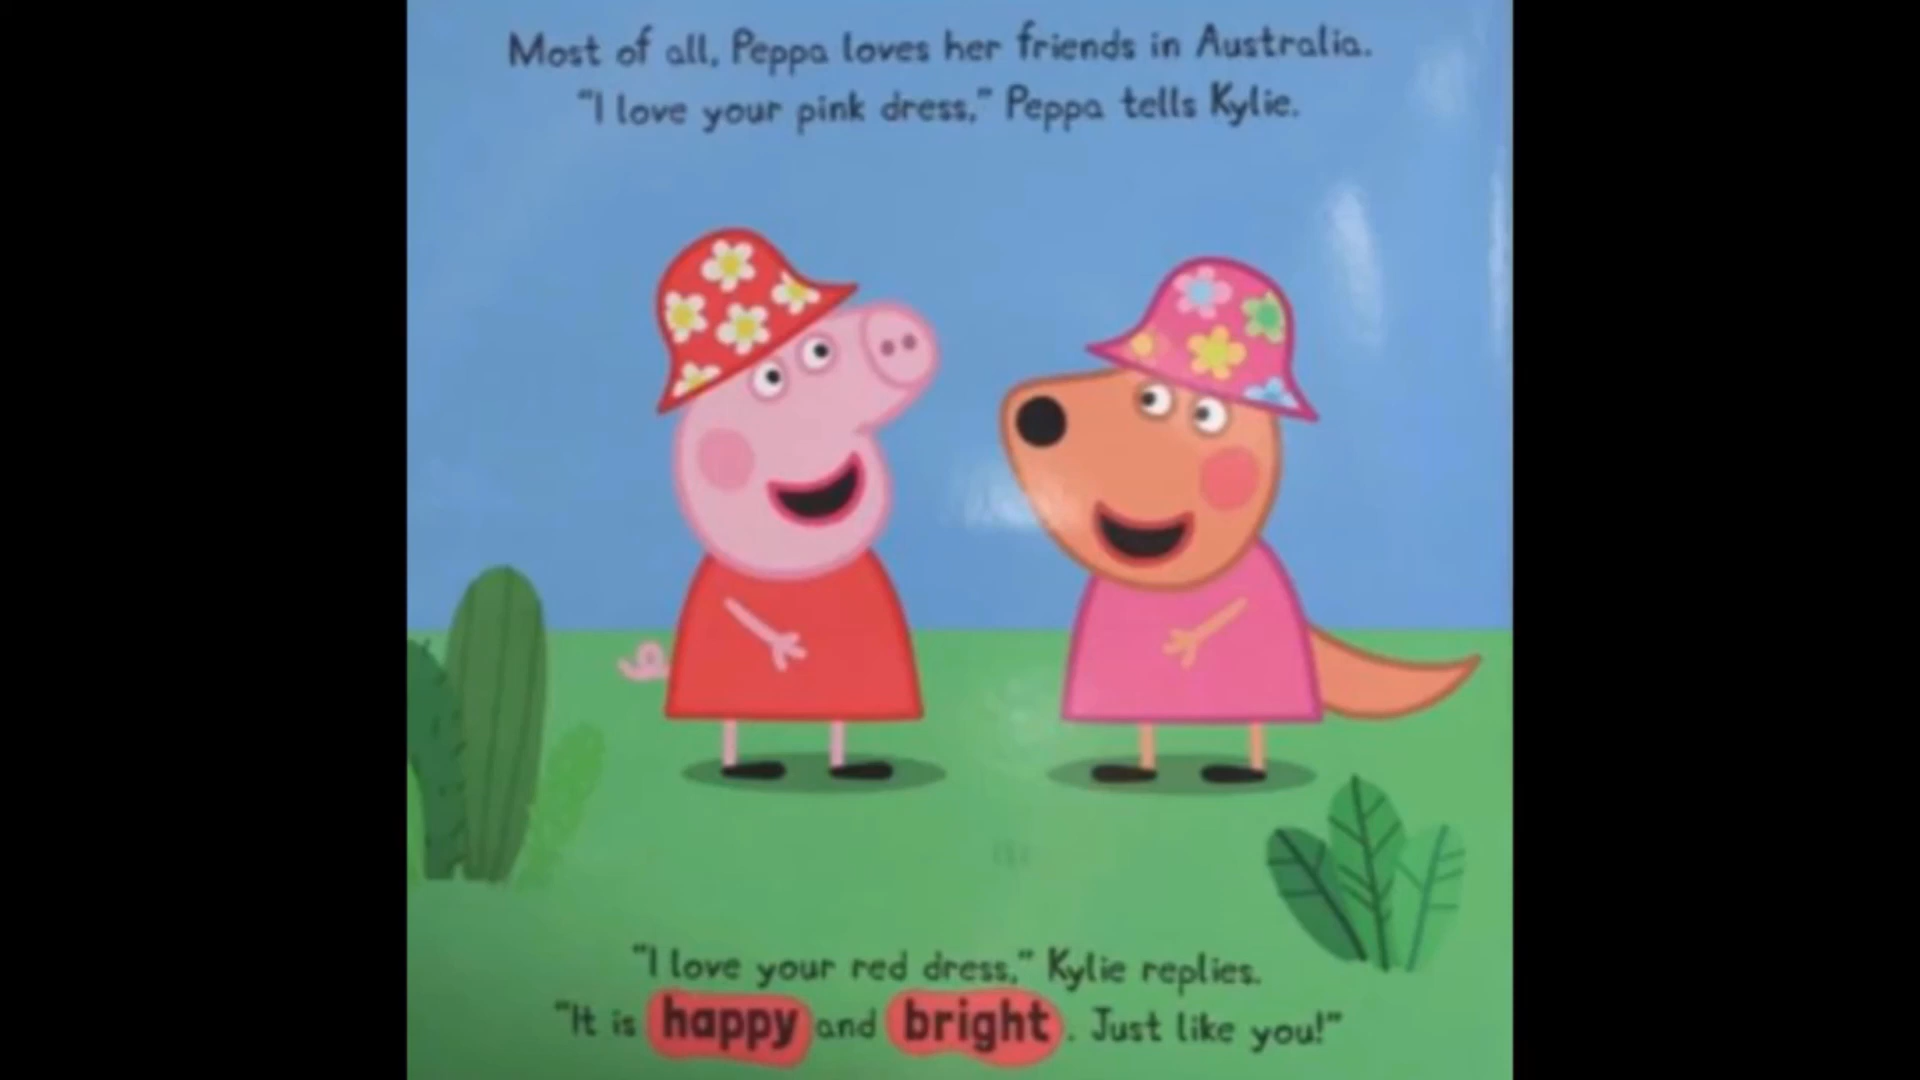 Most of all, Peppa loves her friends in Australia.
"I love your pink dress," Peppa tells Kylie.
"I love your red dress," Kylie replies.
"It is happy and bright. Just like you!"